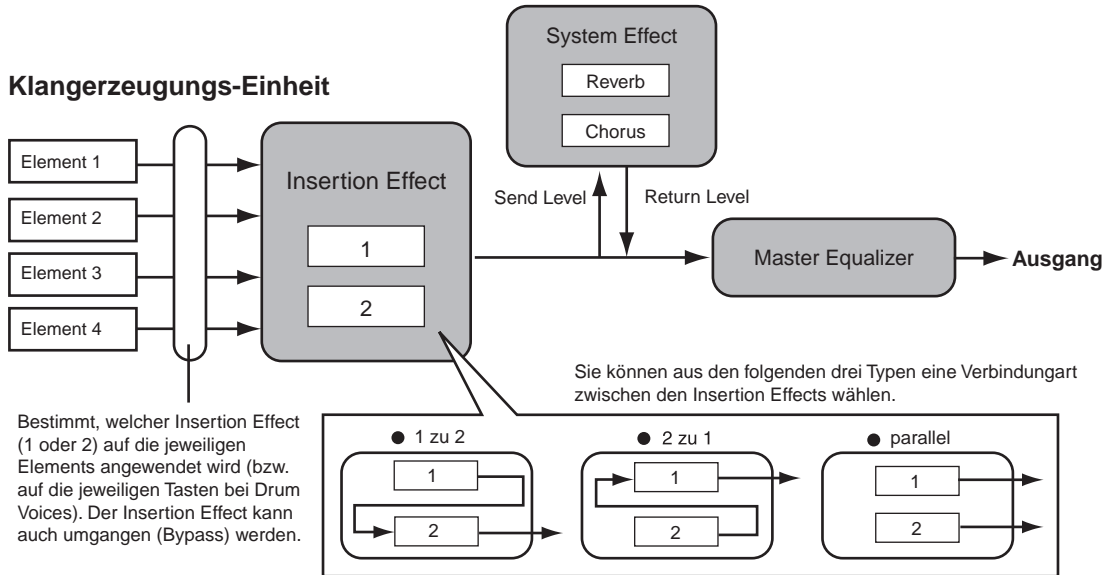 System Effect
Reverb
Chorus
Klangerzeugungs-Einheit
Element 1
Element 2
Element 3
Element 4
Insertion Effect
1
2
Send Level
Return Level
Master Equalizer
Ausgang
Bestimmt, welcher Insertion Effect
(1 oder 2) auf die jeweiligen
Elements angewendet wird (bzw.
auf die jeweiligen Tasten bei Drum
Voices). Der Insertion Effect kann
auch umgangen (Bypass) werden.
Sie können aus den folgenden drei Typen eine Verbindungart
zwischen den Insertion Effects wählen.
● 1 zu 2
1
2
● 2 zu 1
1
2
● parallel
1
2